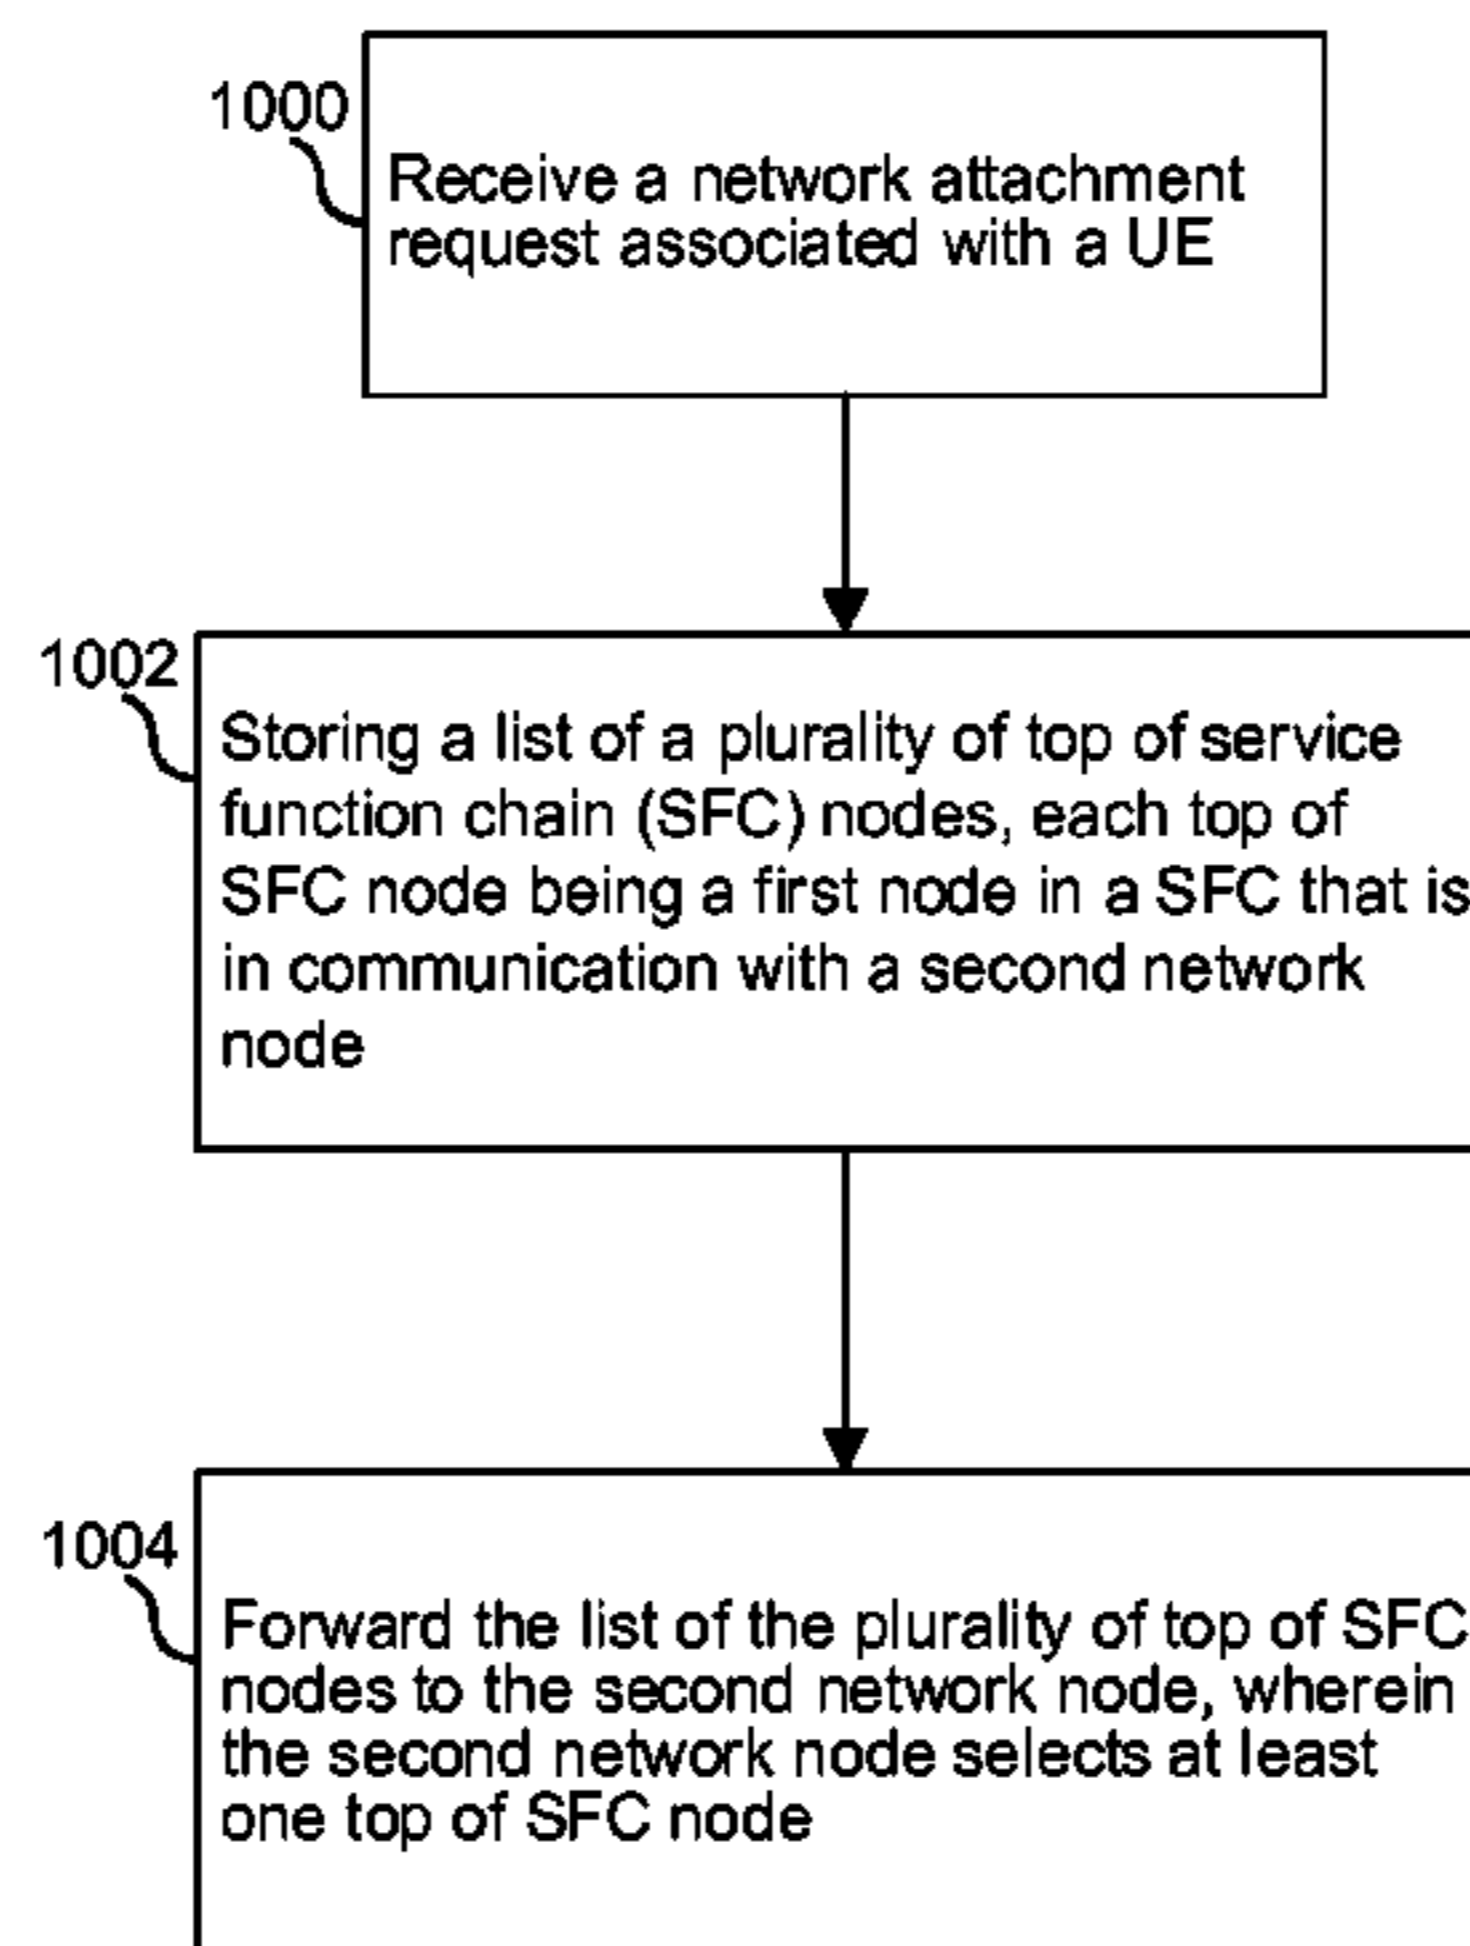 1000
Receive a network attachment
request associated with a UE
1002
Storing a list of a plurality of top of service
function chain (SFC) nodes, each top of
SFC node being a first node in a SFC that is
in communication with a second network
node
1004
Forward the list of the plurality of top of SFC
nodes to the second network node, wherein
the second network node selects at least
one top of SFC node